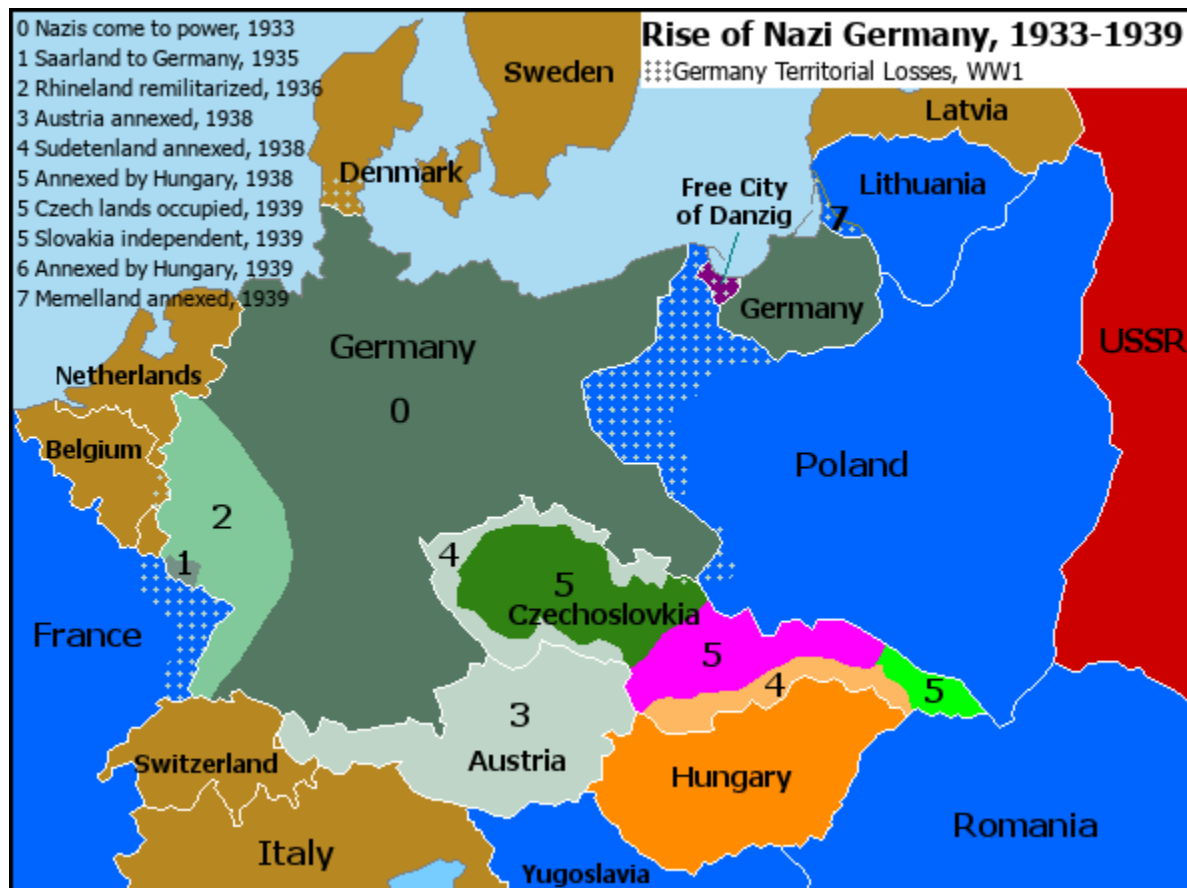 0 Nazis come to power, 1933
1 Saarland to Germany, 1935
2 Rhineland remilitarized, 1936
3 Austria annexed, 1938
4 Sudetenland annexed, 1938
5 Annexed by Hungary, 1938
5 Czech lands occupied, 1939
5 Slovakia independent, 1939
6 Annexed by Hungary, 1939
7 Memelland annexed, 1939
Rise of Nazi Germany, 1933-1939
Germany Territorial Losses, WW1
Sweden
Latvia
Denmark
Lithuania
Free City
of Danzig
7
Germany
Germany
USSR
Netherlands
0
Belgium
Poland
2
4
1
5
Czechoslovkia
France
5
4
5
3
Switzerland
Austria
Hungary
Romania
Italy
Yugoslavia